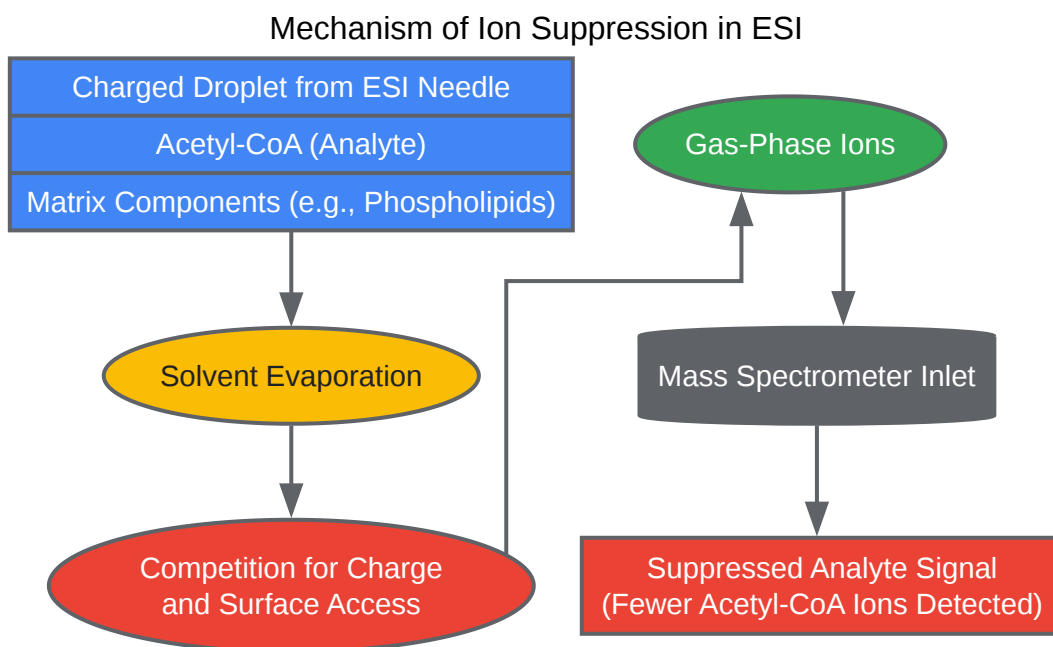 Mechanism of Ion Suppression in ESI
Charged Droplet from ESI Needle
Acetyl-CoA (Analyte)
Matrix Components (e.g., Phospholipids)
Solvent Evaporation
Competition for Charge
and Surface Access
Gas-Phase Ions
Mass Spectrometer Inlet
Suppressed Analyte Signal
(Fewer Acetyl-CoA Ions Detected)